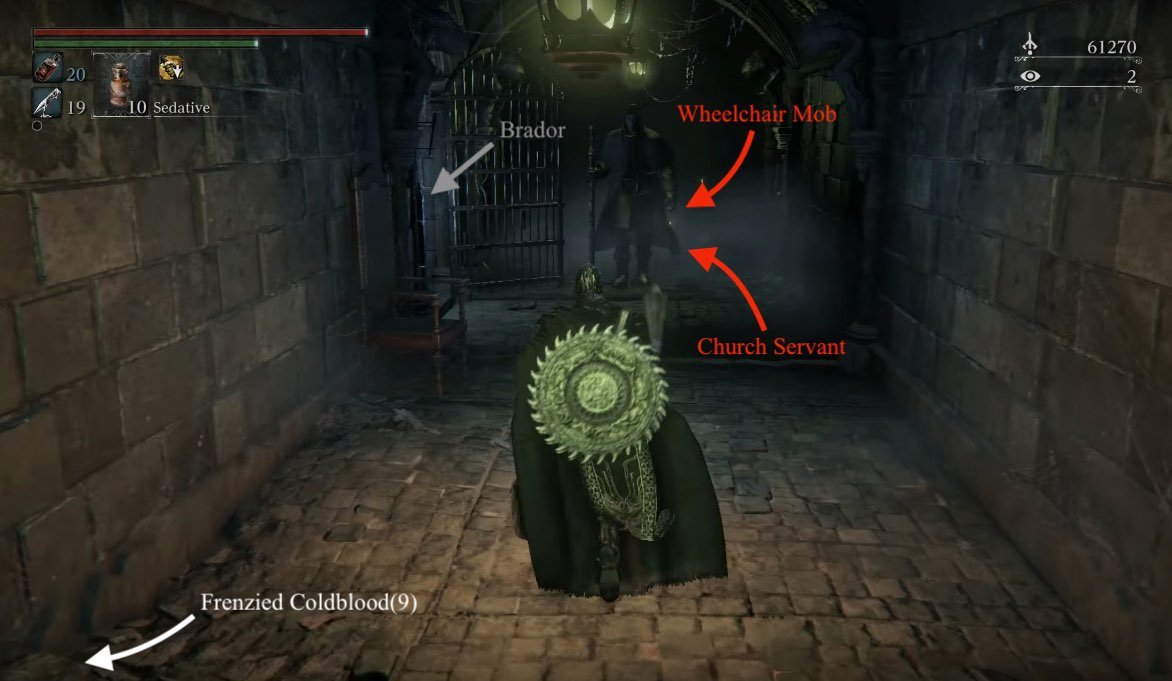 61270
20
2
19
10 Sedative
Wheelchair Mob
Brador
Church Servant
Frenzied Coldblood(9)